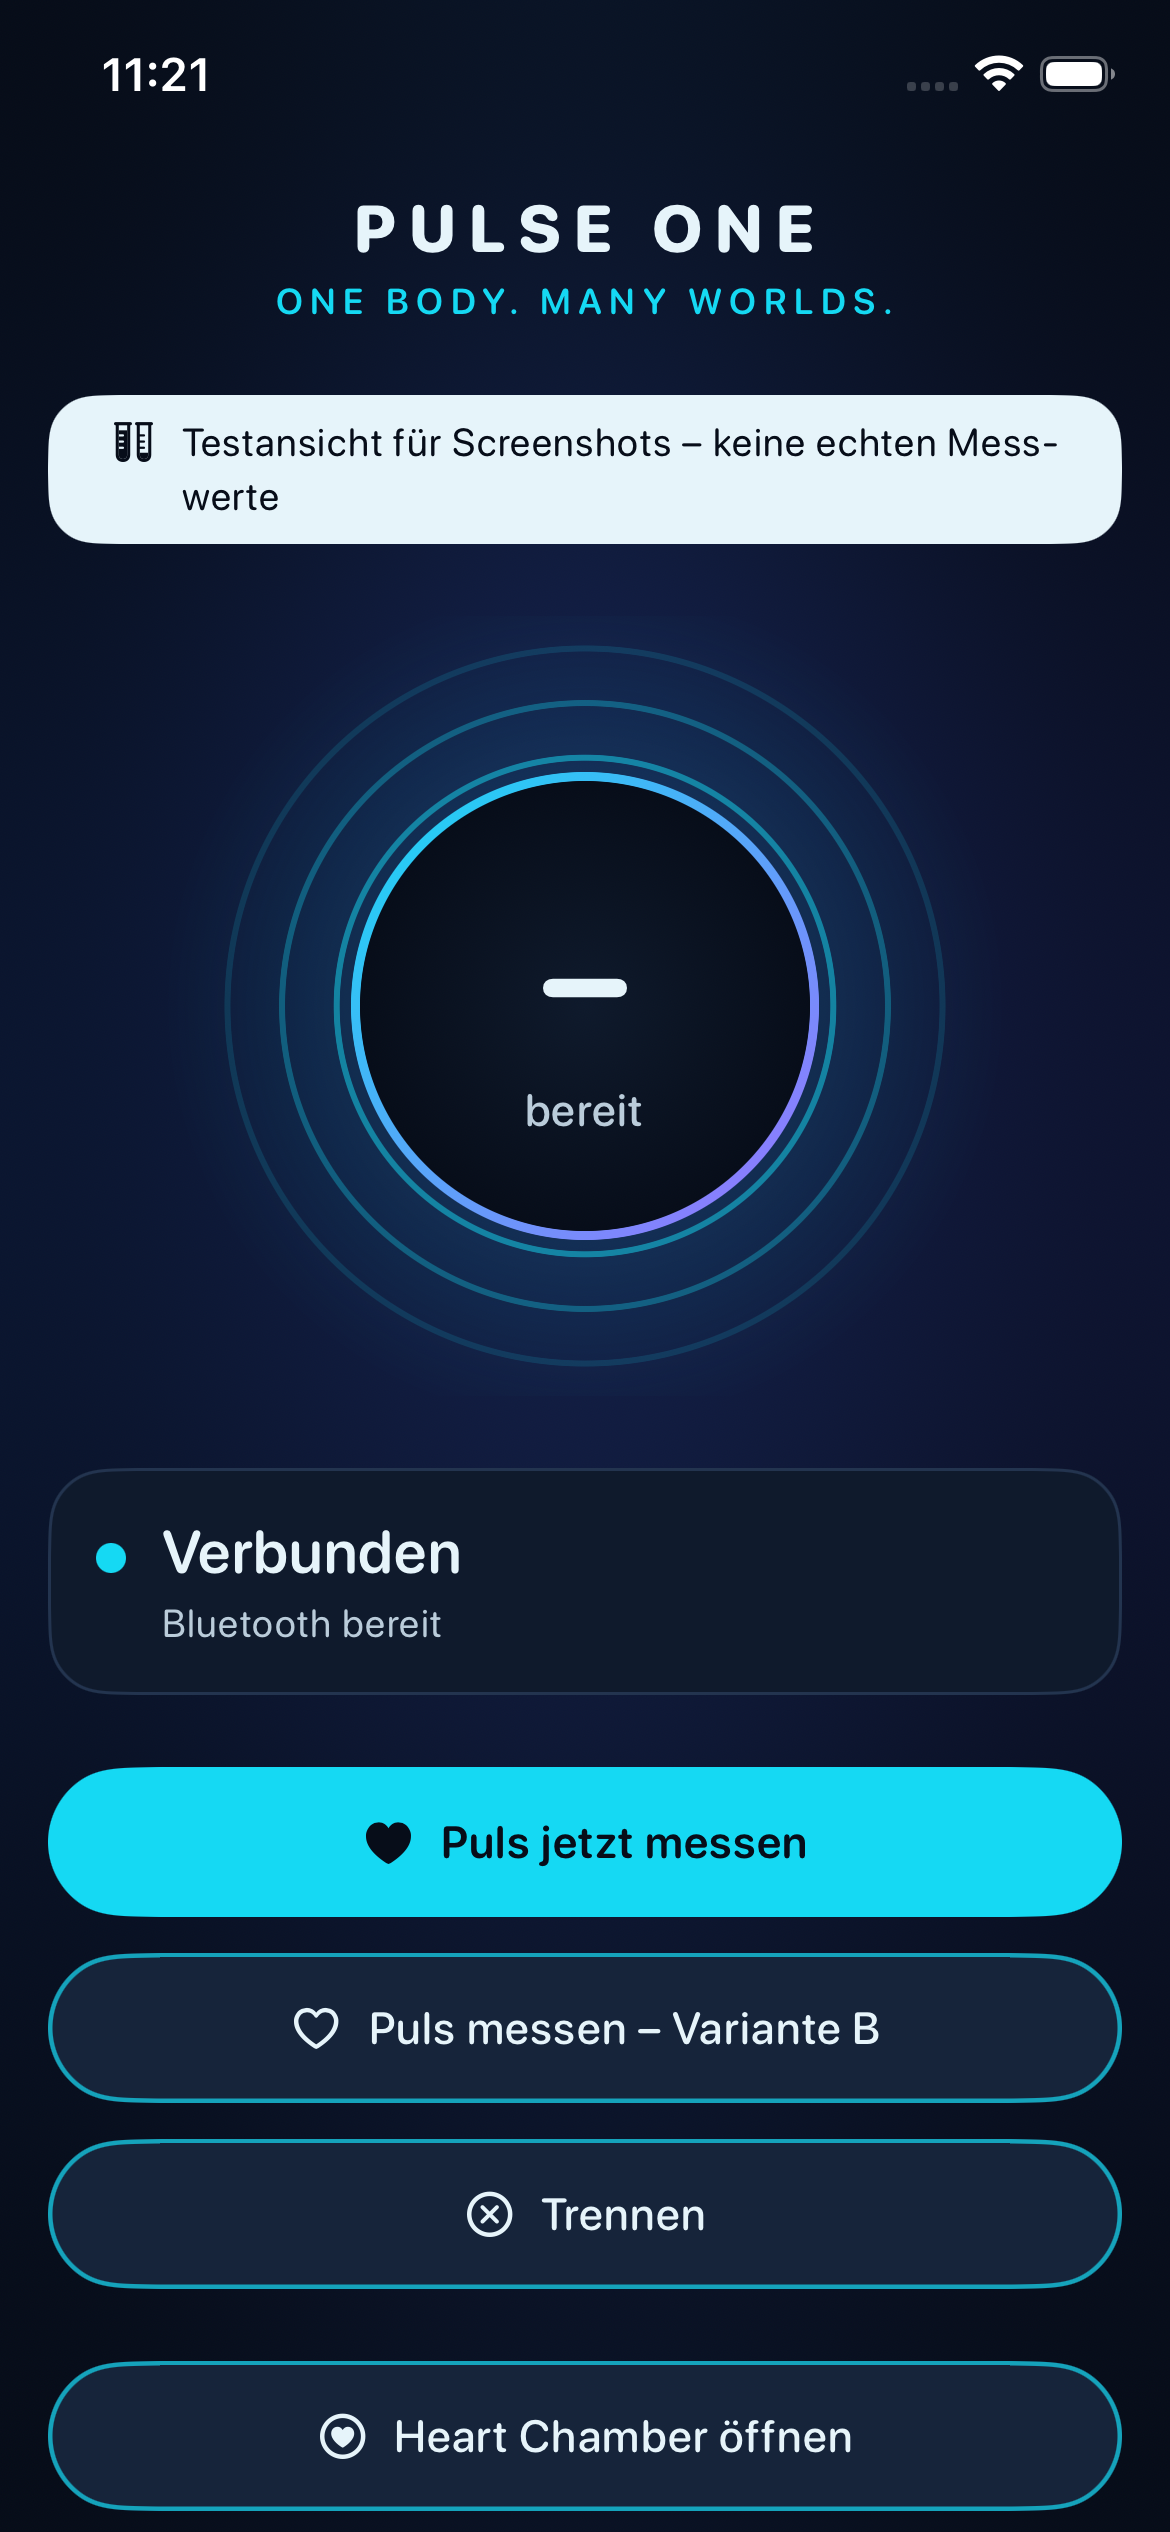 11:21
PULSE ONE
ONE BODY. MANY WORLDS.
Testansicht für Screenshots – keine echten Mess-
werte
–
bereit
Verbunden
Bluetooth bereit
Puls jetzt messen
Puls messen – Variante B
Trennen
Heart Chamber öffnen